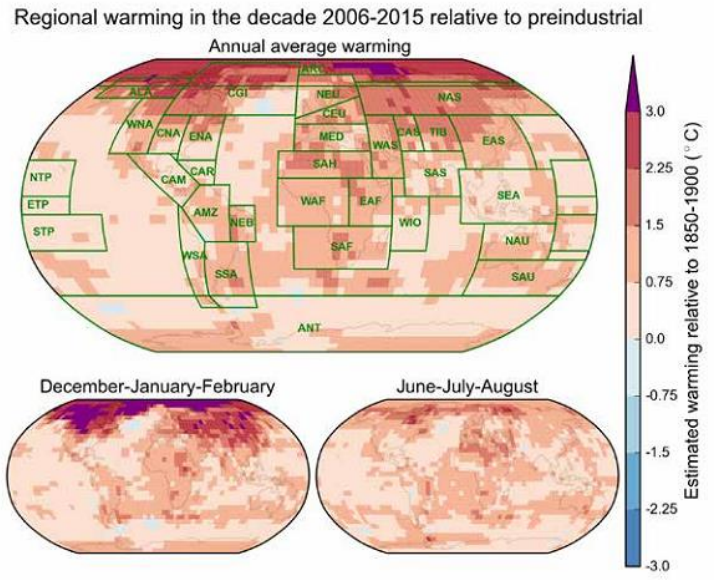 Regional warming in the decade 2006-2015 relative to preindustrial
Annual average warming
ARC
ALA
CGI
NEU
NAS
CEU
WNA
CNA
ENA
MED
WAS
CAS
TIB
EAS
SAH
CAR
CAM
SAS
NTP
ETP
STP
AMZ
NEB
WAF
EAF
WIO
SEA
NAU
WSA
SSA
SAF
SAU
ANT
3.0
2.25
1.5
0.75
0.0
-0.75
-1.5
-2.25
-3.0
Estimated warming relative to 1850-1900 (°C)
December-January-February
June-July-August